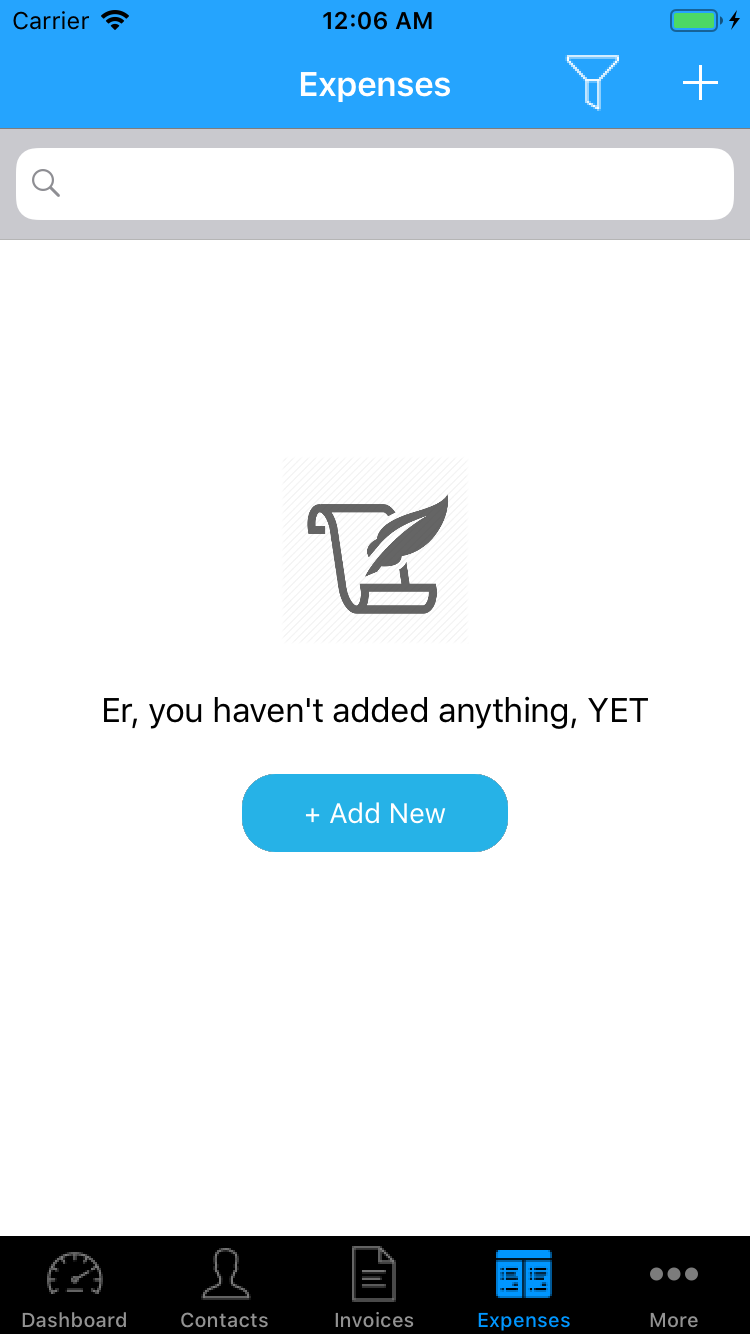 Carrier 12:06 AM
Expenses
Er, you haven't added anything, YET
+ Add New
Dashboard Contacts Invoices Expenses More